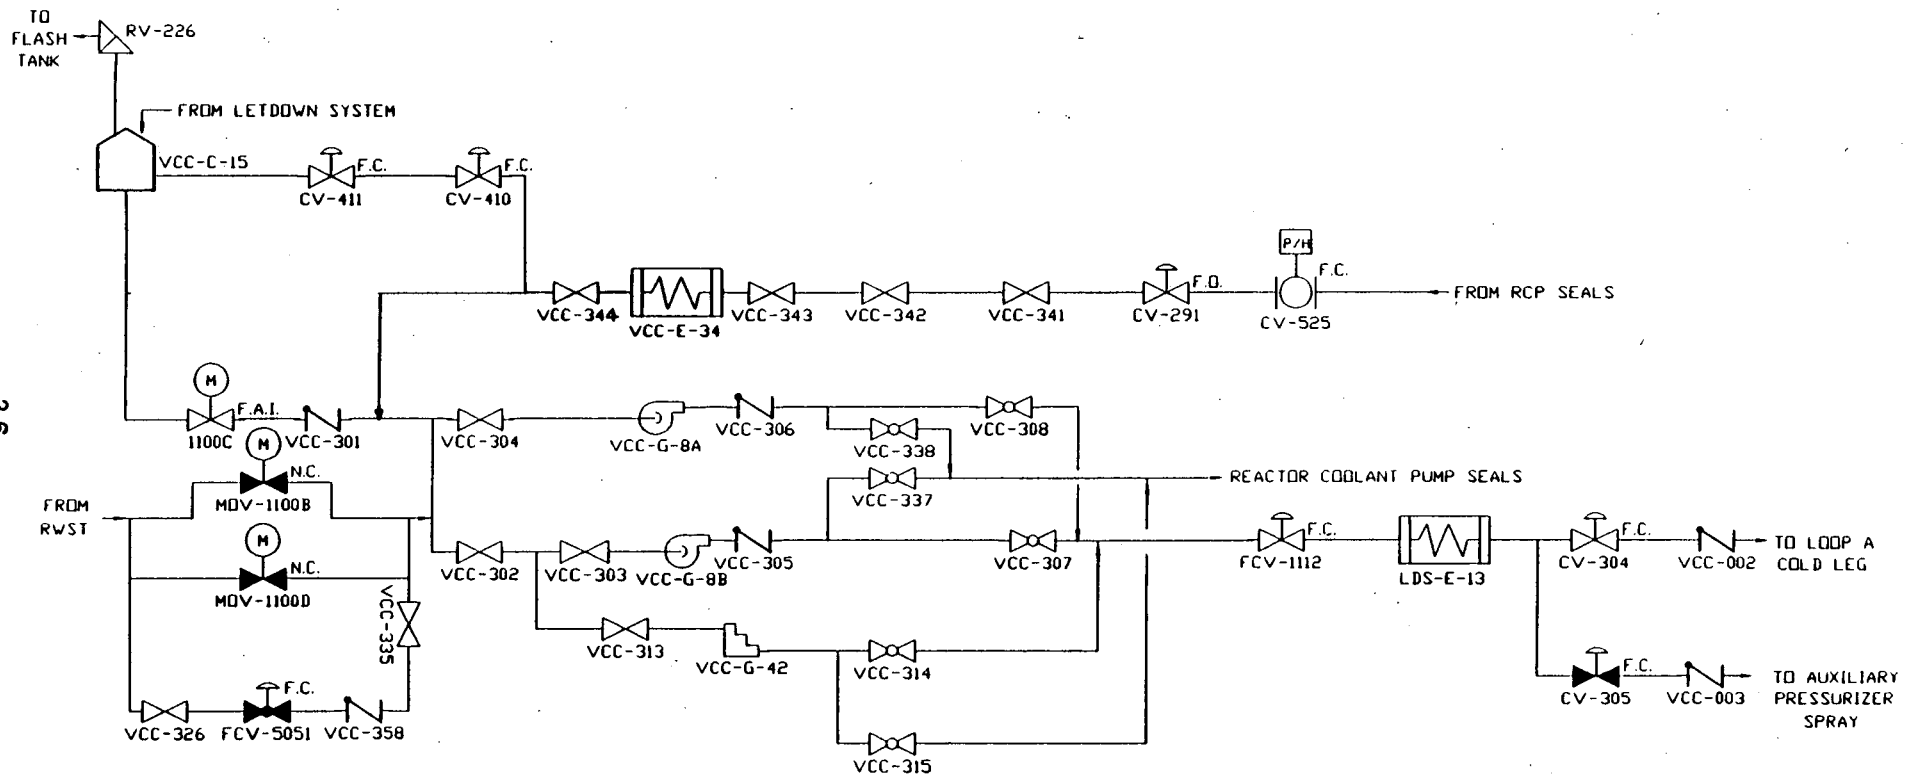 TO
FLASH
TANK
RV-226
FROM LETDOWN SYSTEM
VCC-C-15
F.C.
CV-411
F.C.
CV-410
P/H
F.C.
F.O.
FROM RCP SEALS
VCC-344
VCC-E-34
VCC-343
VCC-342
VCC-341
CV-291
CV-525
M
F.A.I.
1100C
VCC-301
VCC-304
VCC-G-8A
VCC-306
VCC-308
VCC-338
26
M
N.C.
MOV-1100B
VCC-337
REACTOR COOLANT PUMP SEALS
FROM
RWST
M
N.C.
MOV-1100D
VCC-302
VCC-303
VCC-G-8B
VCC-305
VCC-307
F.C.
FCV-1112
LDS-E-13
F.C.
CV-304
VCC-002
TO LOOP A
COLD LEG
VCC-335
VCC-313
VCC-G-42
VCC-314
F.C.
CV-305
VCC-003
TO AUXILIARY
PRESSURIZER
SPRAY
F.C.
VCC-326
FCV-5051
VCC-358
VCC-315